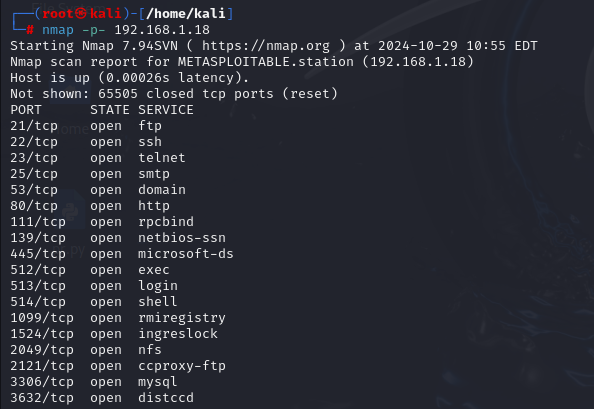 ┌──(root㉿kali)-[/home/kali]
└─# nmap -p- 192.168.1.18
Starting Nmap 7.94SVN ( https://nmap.org ) at 2024-10-29 10:55 EDT
Nmap scan report for METASPLOITABLE.station (192.168.1.18)
Host is up (0.00026s latency).
Not shown: 65505 closed tcp ports (reset)
PORT     STATE SERVICE
21/tcp   open  ftp
22/tcp   open  ssh
23/tcp   open  telnet
25/tcp   open  smtp
53/tcp   open  domain
80/tcp   open  http
111/tcp  open  rpcbind
139/tcp  open  netbios-ssn
445/tcp  open  microsoft-ds
512/tcp  open  exec
513/tcp  open  login
514/tcp  open  shell
1099/tcp open  rmiregistry
1524/tcp open  ingreslock
2049/tcp open  nfs
2121/tcp open  ccproxy-ftp
3306/tcp open  mysql
3632/tcp open  distccd